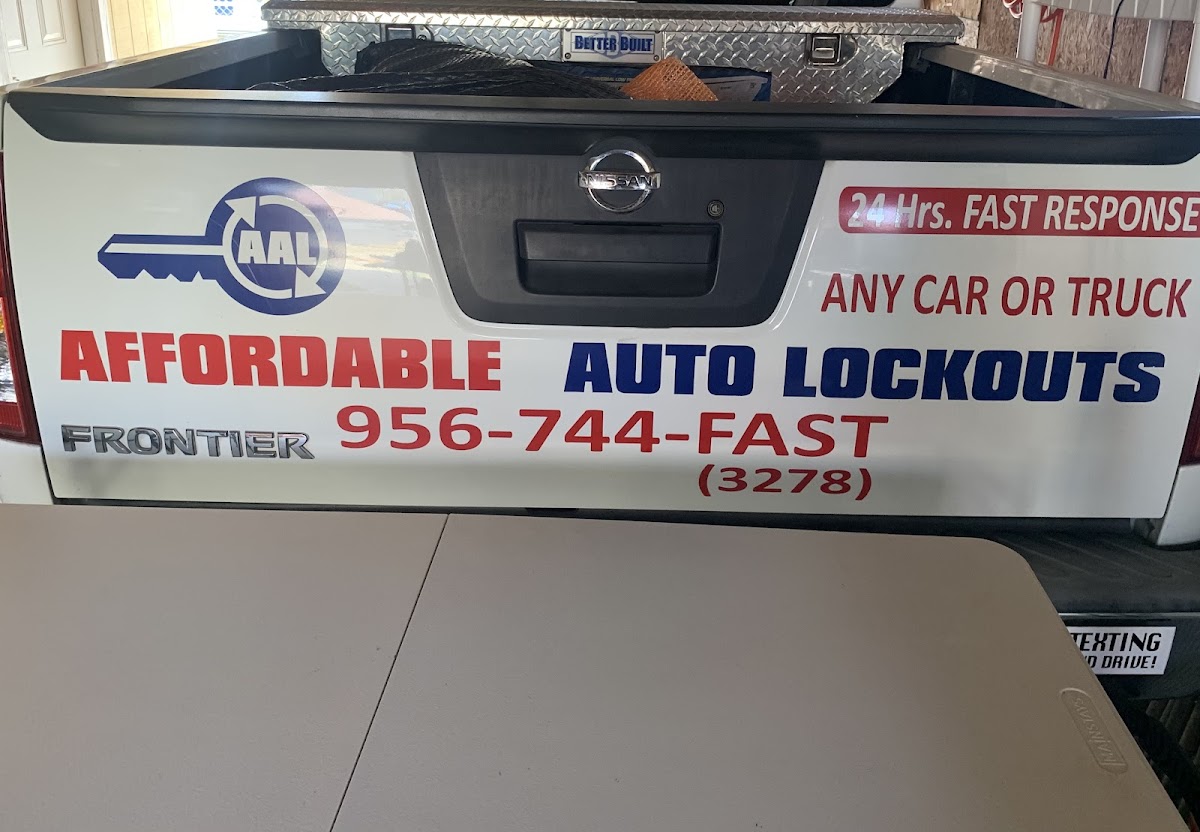 BETTER BUILT
NISSAN
24 Hrs. FAST RESPONSE
AAL
ANY CAR OR TRUCK
AFFORDABLE AUTO LOCKOUTS
FRONTIER
956-744-FAST
(3278)
TEXTING
DRIVE!
MAINSTAYS